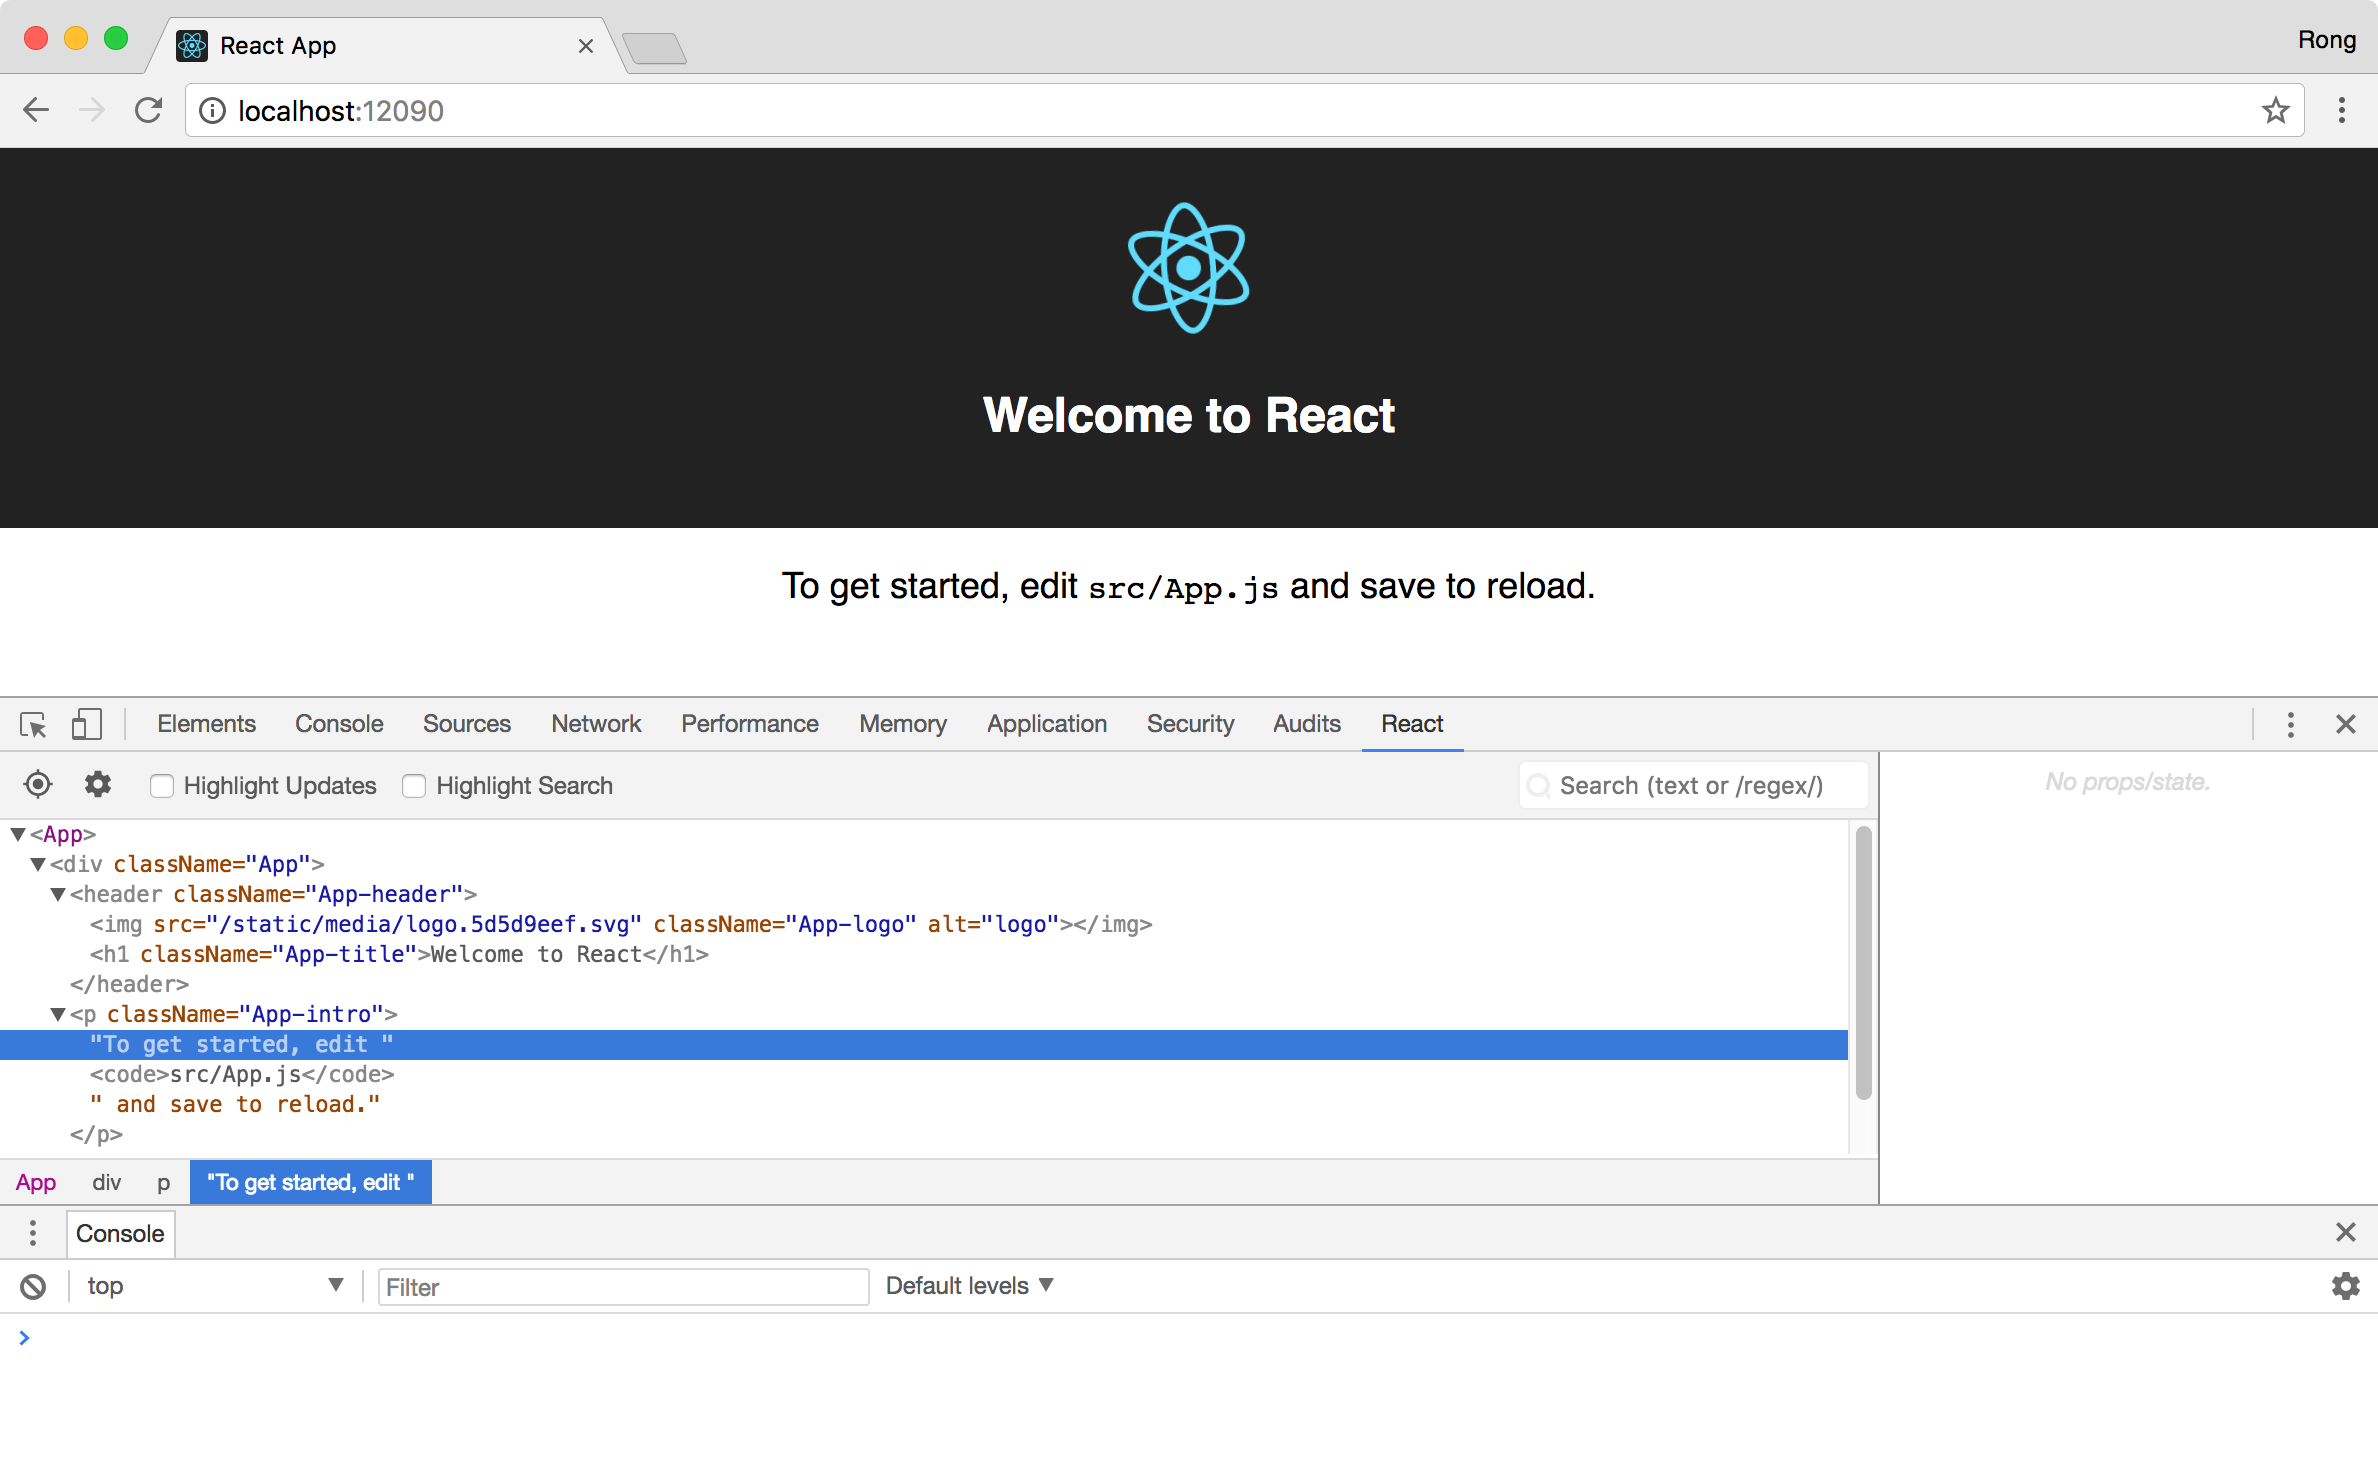 React App
Rong
localhost:12090
Welcome to React
To get started, edit src/App.js and save to reload.
Elements Console Sources Network Performance Memory Application Security Audits React
Highlight Updates Highlight Search Search (text or /regex/)
No props/state.
<App>
<div className="App">
<header className="App-header">
<img src="/static/media/logo.5d5d9eef.svg" className="App-logo" alt="logo"></img>
<h1 className="App-title">Welcome to React</h1>
</header>
<p className="App-intro">
"To get started, edit "
<code>src/App.js</code>
" and save to reload."
</p>
App div p "To get started, edit "
Console
top Filter Default levels